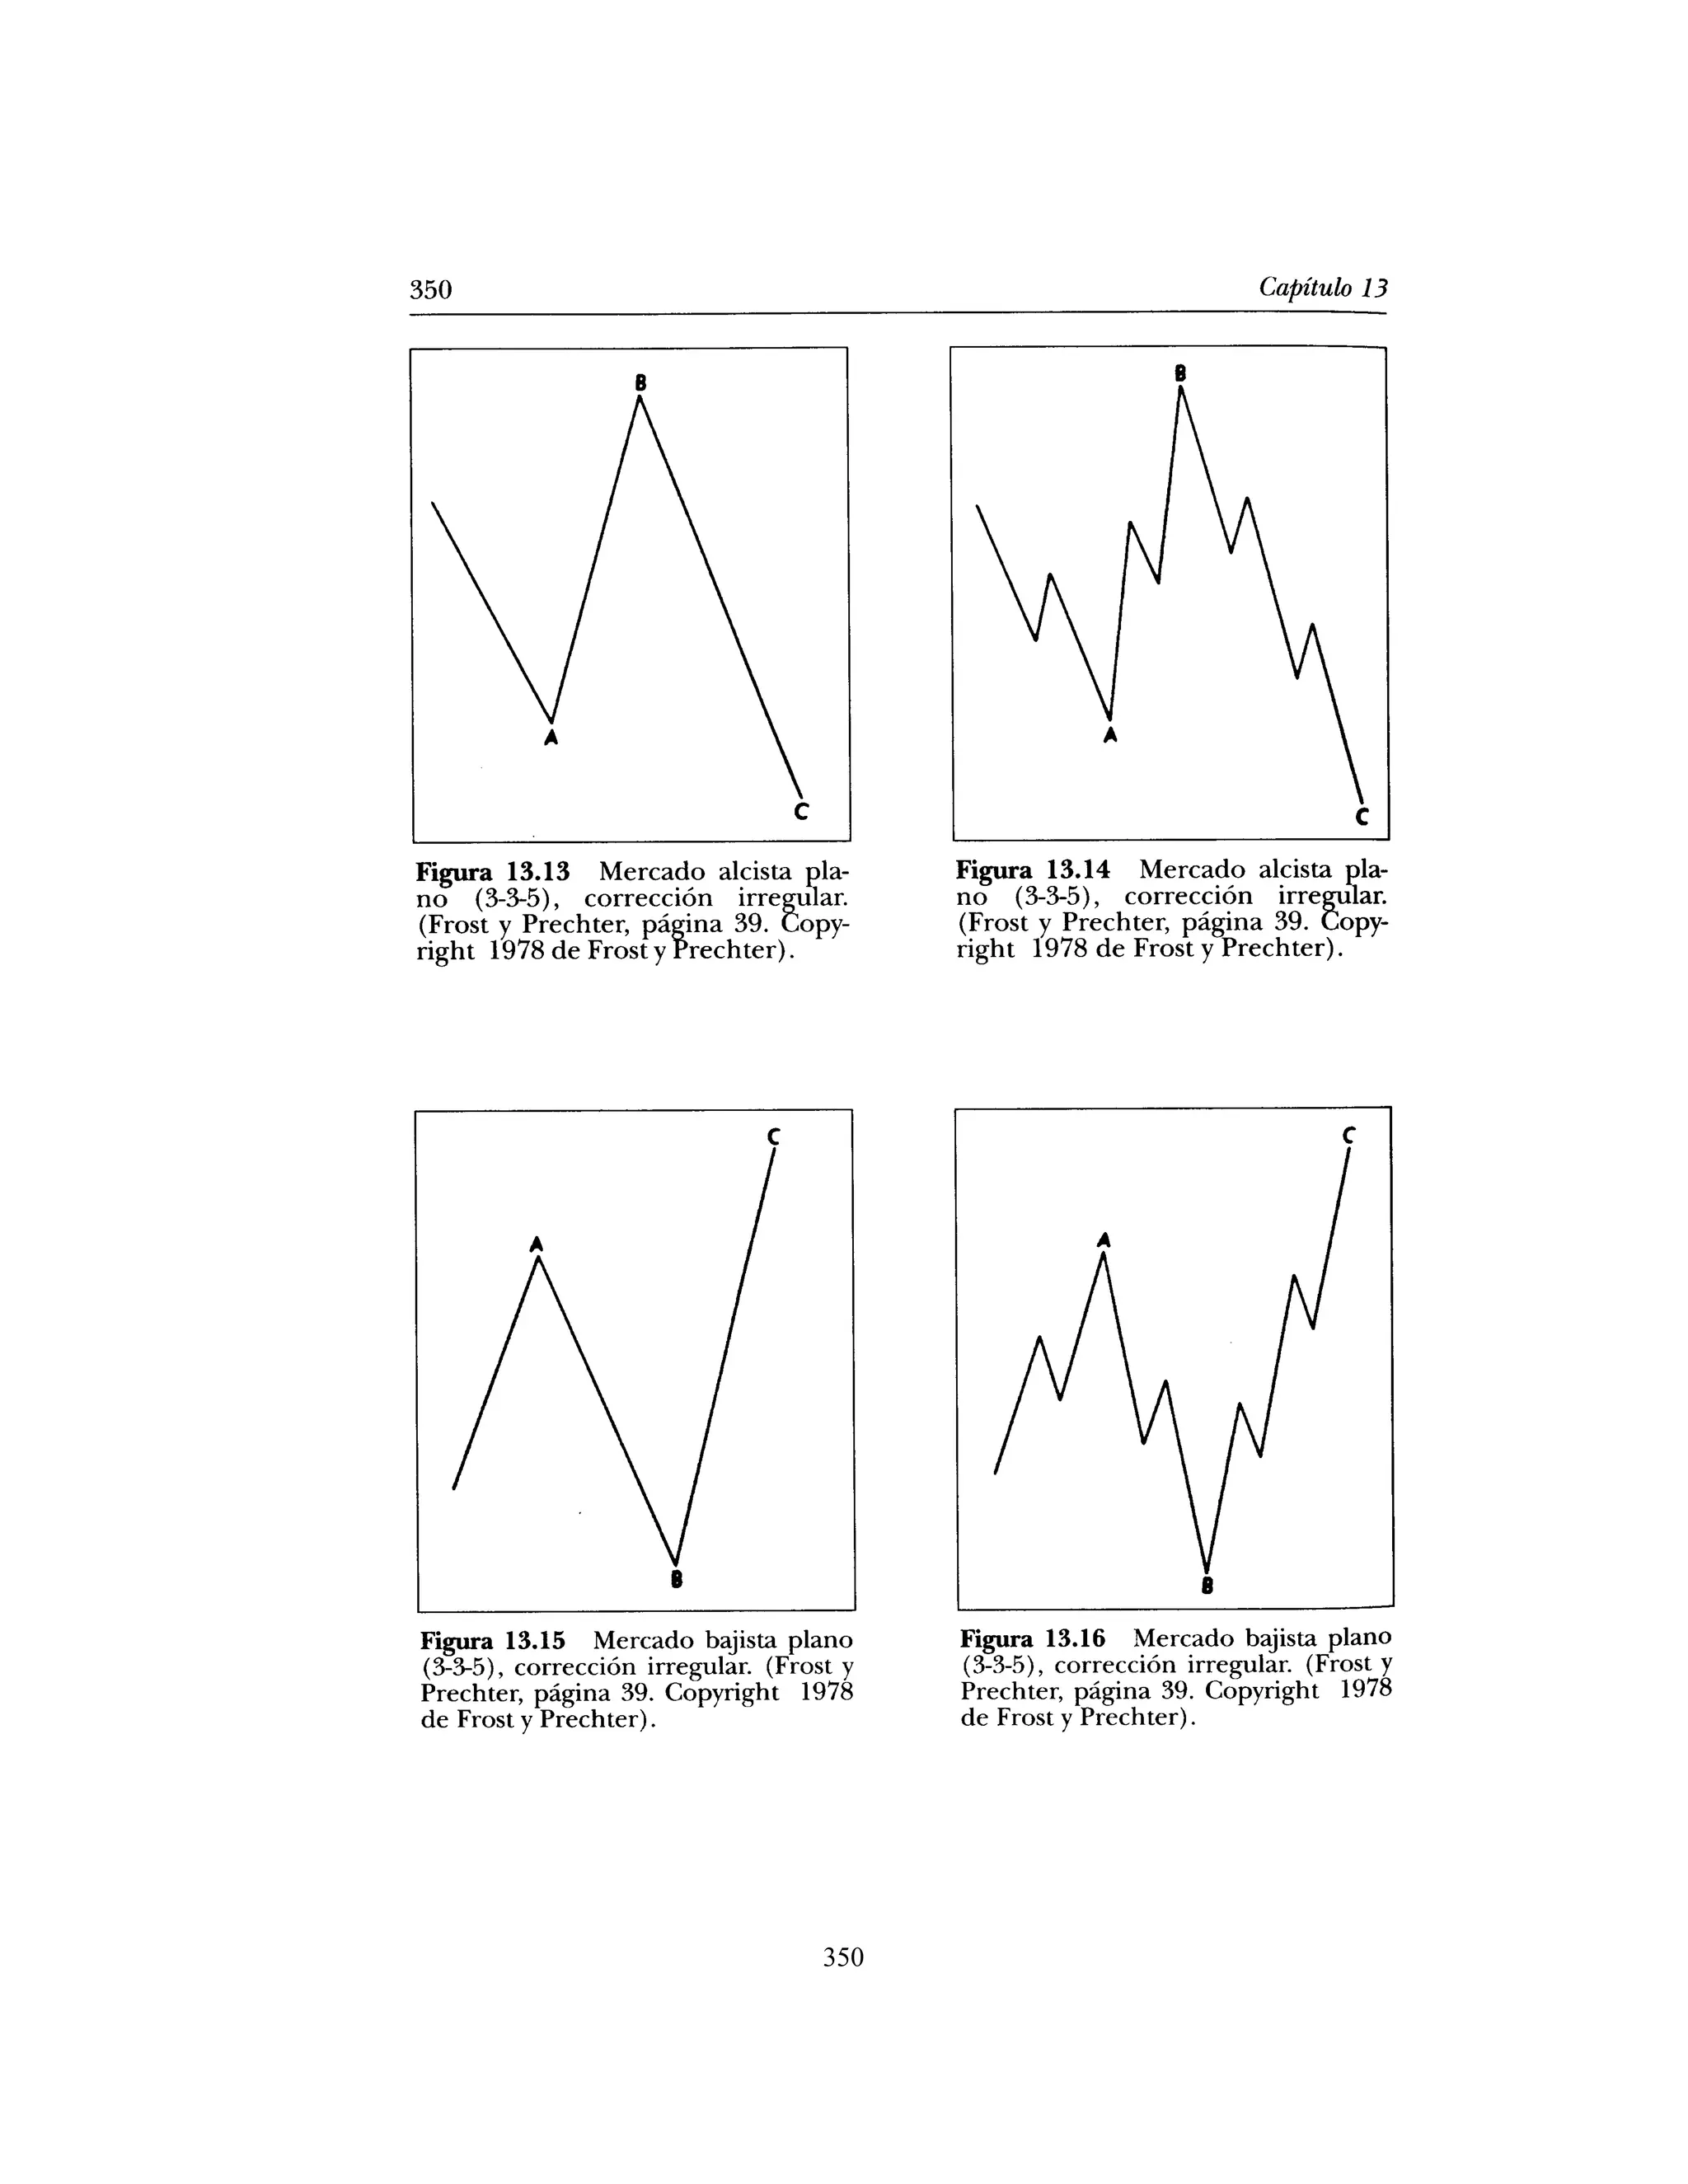 350
Capítulo 13
B
A
C
Figura 13.13 Mercado alcista pla-
no (3-3-5), corrección irregular.
(Frost y Prechter, página 39. Copy-
right 1978 de Frost y Prechter).
B
A
C
Figura 13.14 Mercado alcista pla-
no (3-3-5), corrección irregular.
(Frost y Prechter, página 39. Copy-
right 1978 de Frost y Prechter).
C
A
B
Figura 13.15 Mercado bajista plano
(3-3-5), corrección irregular. (Frost y
Prechter, página 39. Copyright 1978
de Frost y Prechter).
C
A
B
Figura 13.16 Mercado bajista plano
(3-3-5), corrección irregular. (Frost y
Prechter, página 39. Copyright 1978
de Frost y Prechter).
350